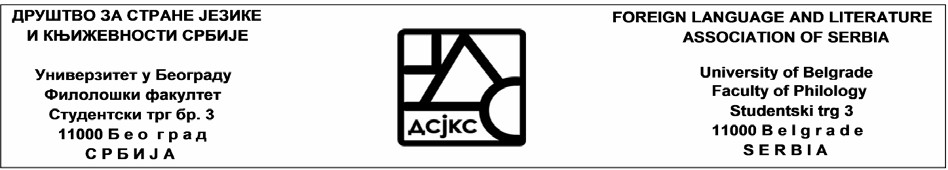 ДРУШТВО ЗА СТРАНЕ ЈЕЗИКЕ
И КЊИЖЕВНОСТИ СРБИЈЕ
Универзитет у Београду
Филолошки факултет
Студентски трг бр. 3
11000 Б е о  г р а д
С Р Б И Ј А
дсјкс
FOREIGN LANGUAGE AND LITERATURE
ASSOCIATION OF SERBIA
University of Belgrade
Faculty of Philology
Studentski trg 3
11000 B e l g r a d e
S E R B I A